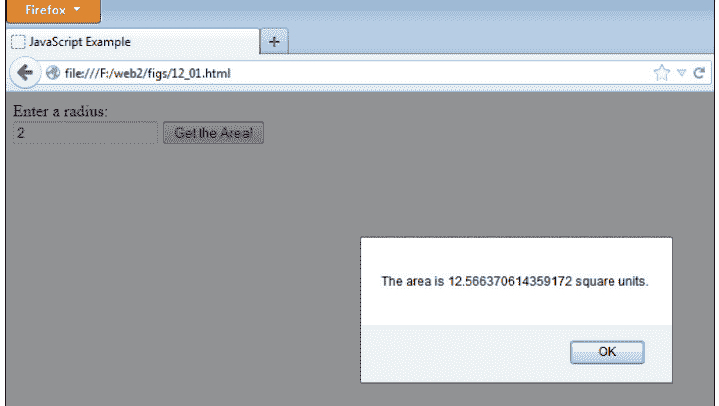 Firefox
JavaScript Example
file:///F:/web2/figs/12_01.html
Enter a radius:
2 Get the Area!
The area is 12.566370614359172 square units.
OK